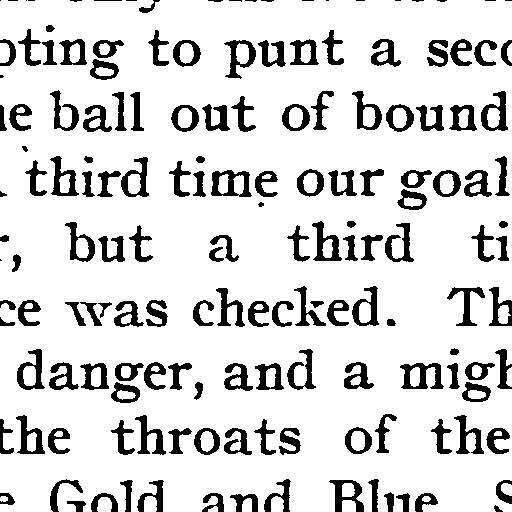 pting to punt a seco
e ball out of bound
third time our goal
r, but a third ti
ce was checked. Th
danger, and a migh
the throats of the
e Gold and Blue. S